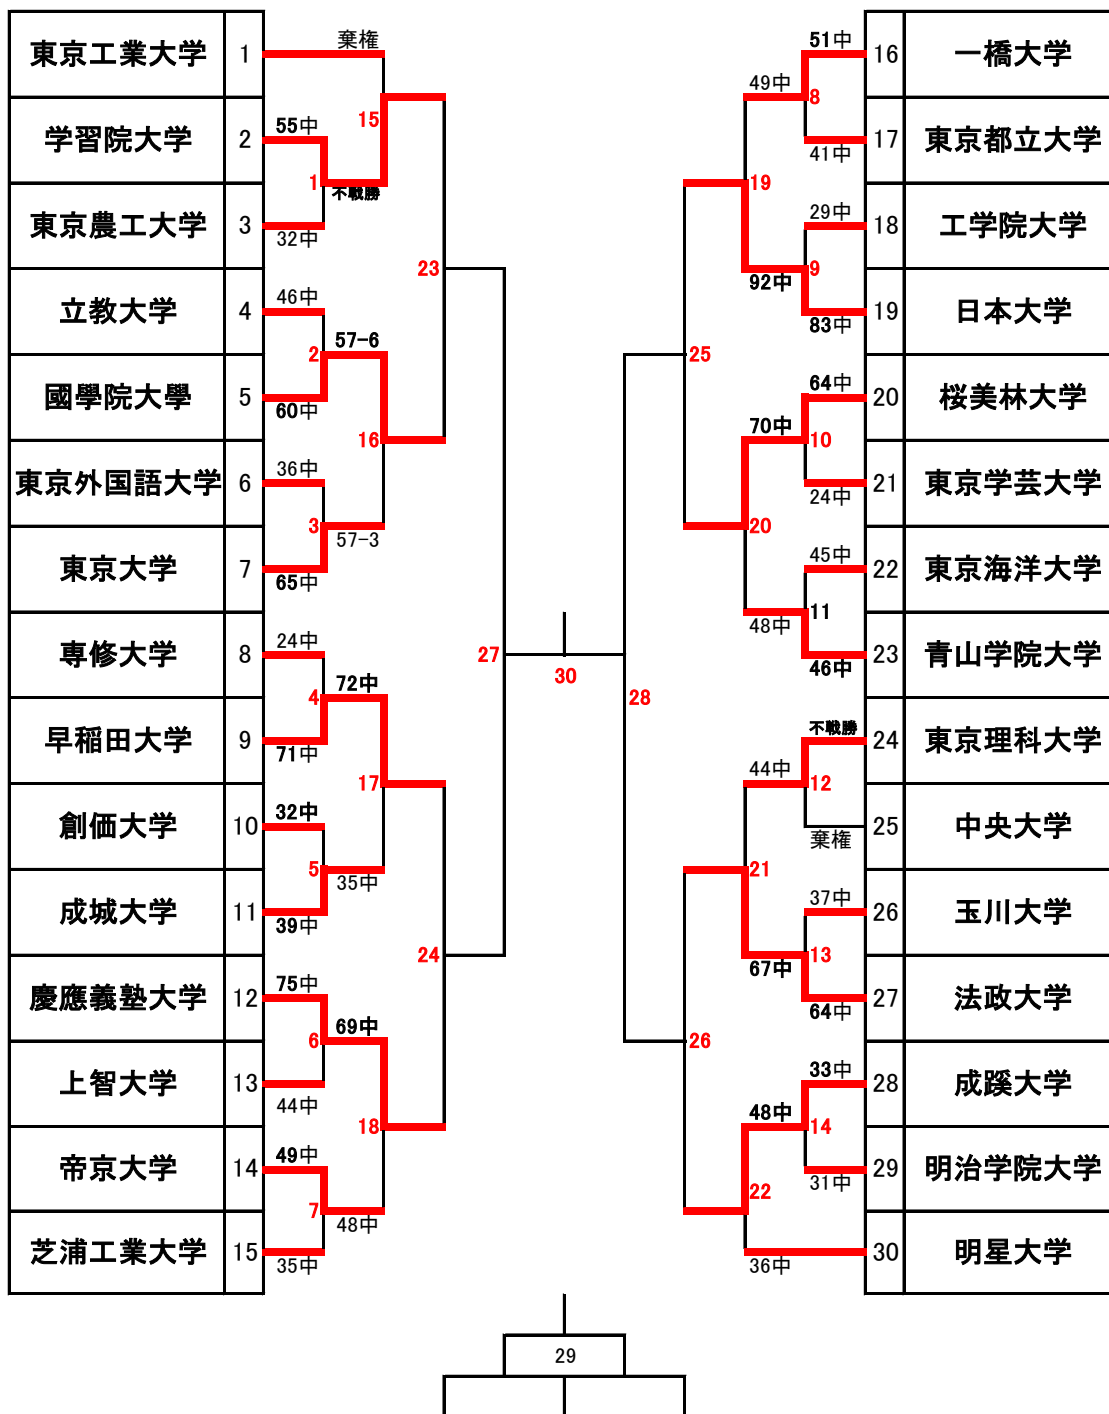 東京工業大学 1 棄権
学習院大学 2 55中
15
1 不戦勝
東京農工大学 3 32中
23
立教大学 4 46中
2 57-6
國學院大學 5 60中
16
東京外国語大学 6 36中
3 57-3
東京大学 7 65中
専修大学 8 24中
27
4 72中
早稲田大学 9 71中
17
創価大学 10 32中
5 35中
成城大学 11 39中
24
慶應義塾大学 12 75中
6 69中
上智大学 13 44中
18
帝京大学 14 49中
7 48中
芝浦工業大学 15 35中
30
51中 16 一橋大学
49中 8
41中 17 東京都立大学
19
29中 18 工学院大学
92中 9
83中 19 日本大学
25
64中 20 桜美林大学
70中 10
24中 21 東京学芸大学
20
45中 22 東京海洋大学
48中 11
46中 23 青山学院大学
28
不戦勝 24 東京理科大学
44中 12
棄権 25 中央大学
21
37中 26 玉川大学
67中 13
64中 27 法政大学
26
33中 28 成蹊大学
48中 14
31中 29 明治学院大学
22
36中 30 明星大学
29